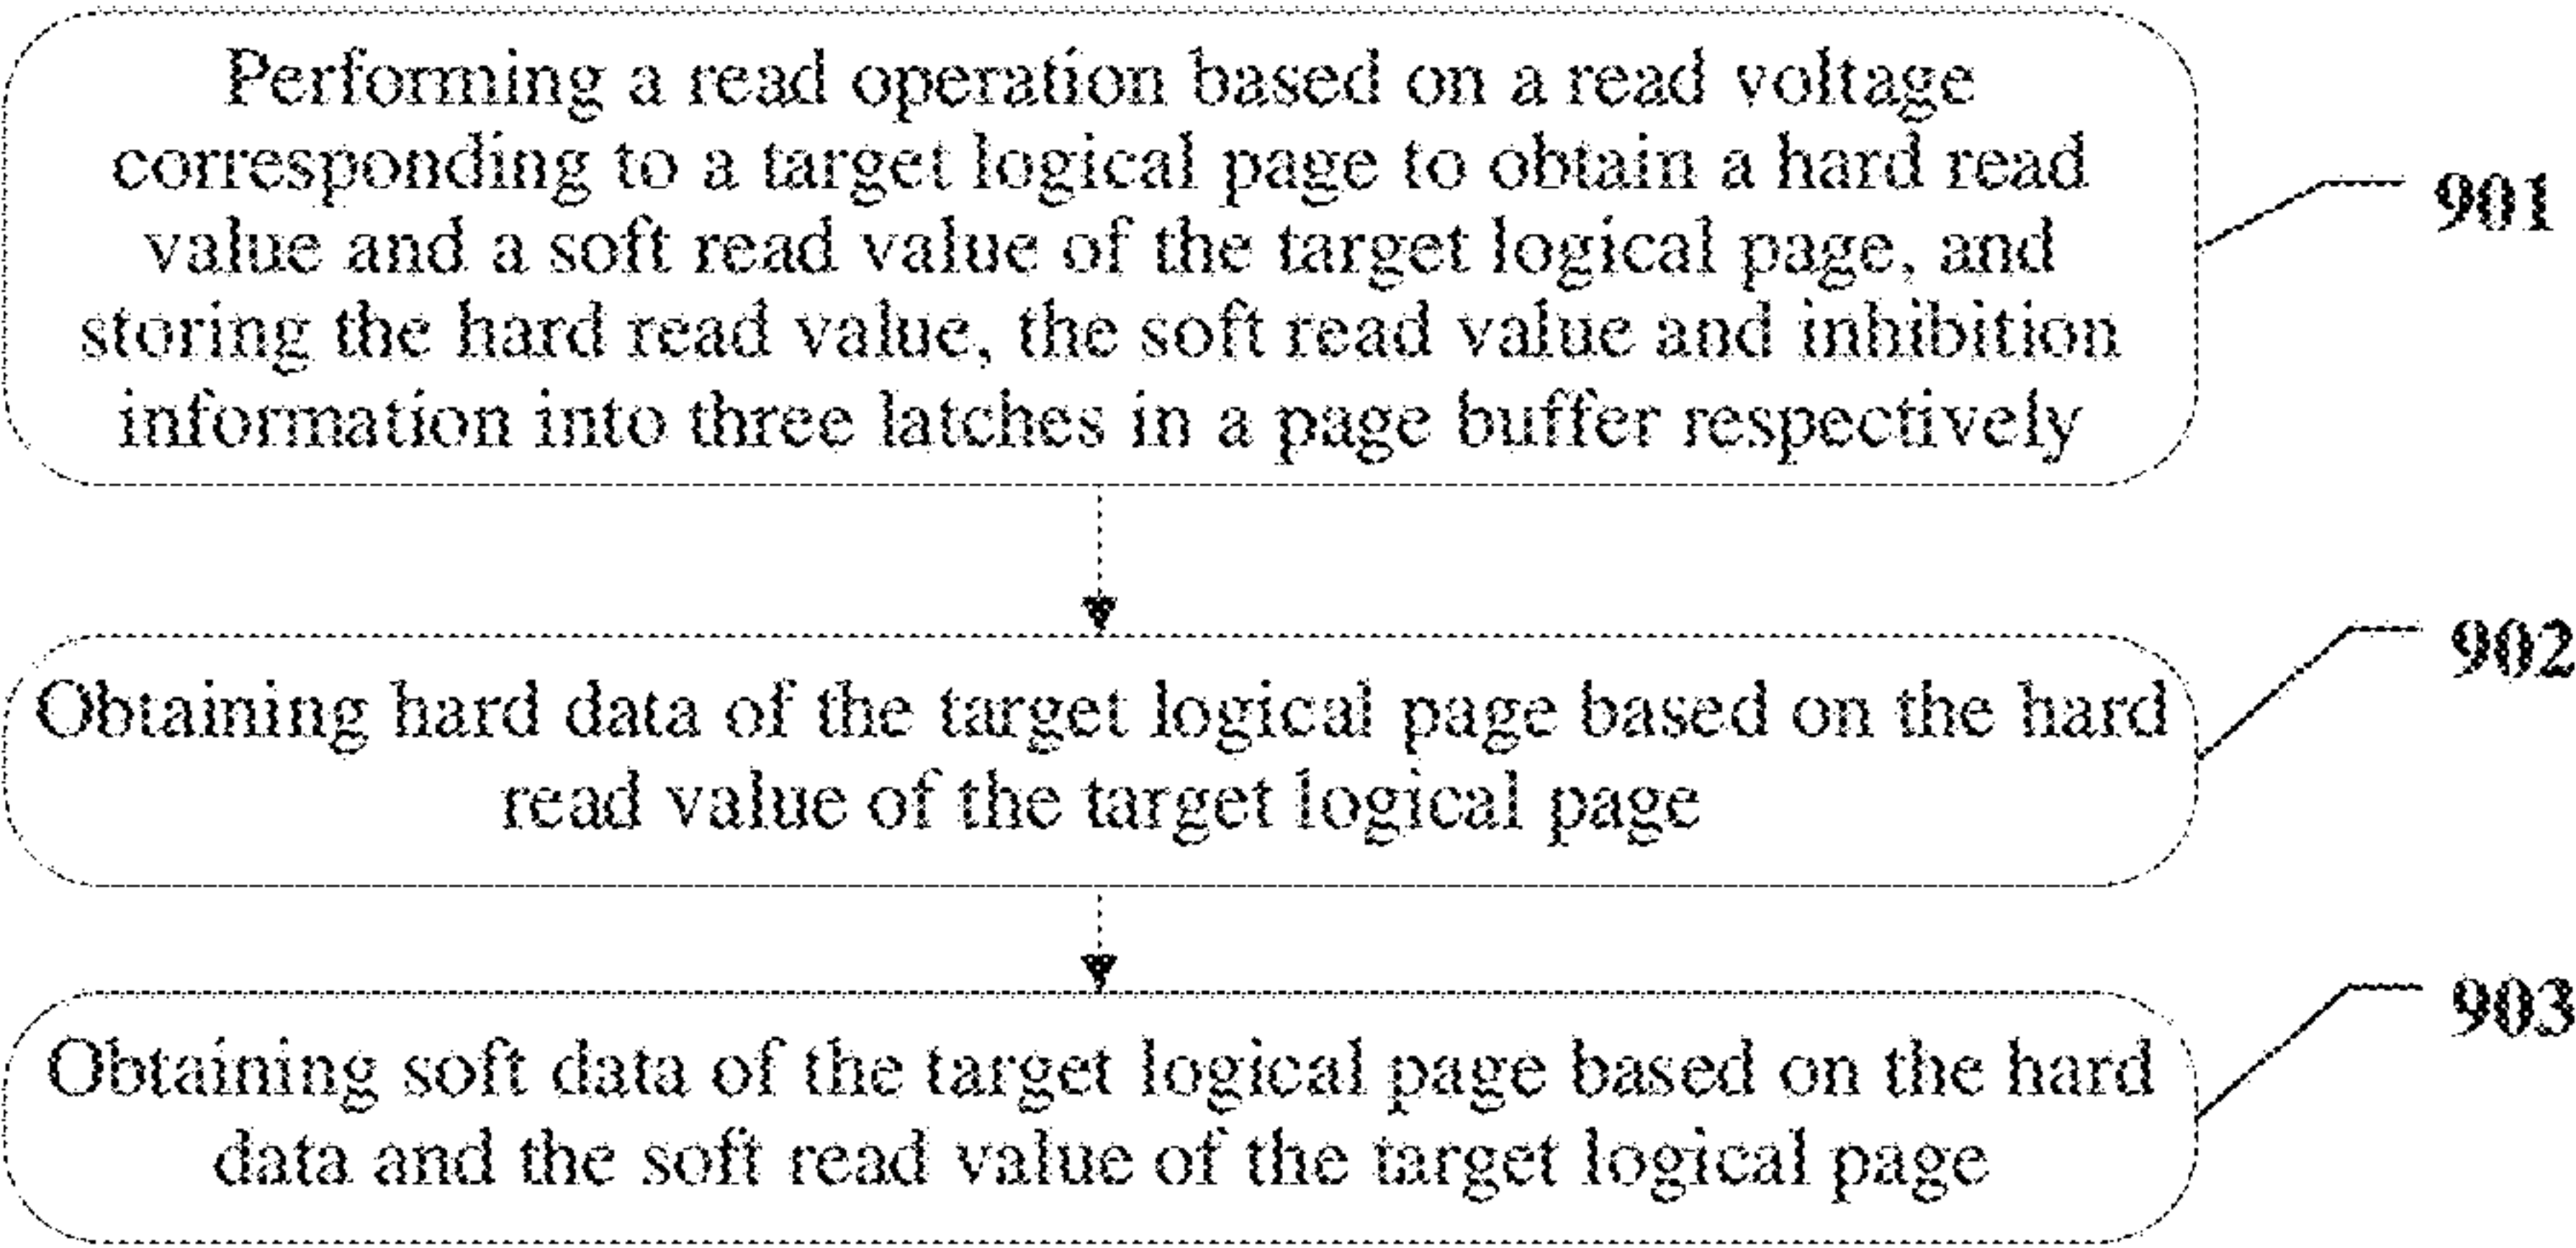 Performing a read operation based on a read voltage
corresponding to a target logical page to obtain a hard read
value and a soft read value of the target logical page, and
storing the hard read value, the soft read value and inhibition
information into three latches in a page buffer respectively
901
Obtaining hard data of the target logical page based on the hard
read value of the target logical page
902
Obtaining soft data of the target logical page based on the hard
data and the soft read value of the target logical page
903